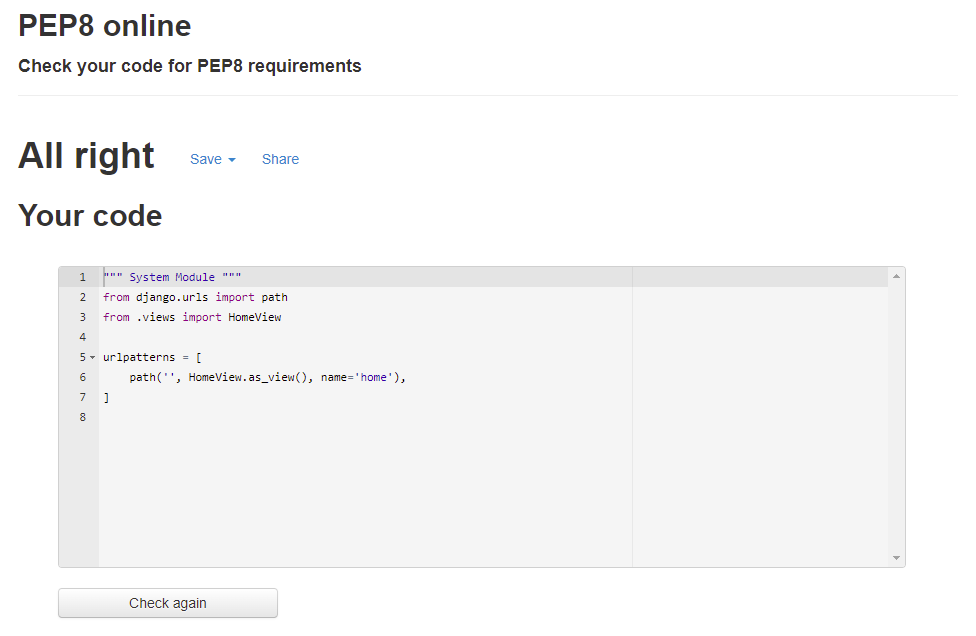 PEP8 online
Check your code for PEP8 requirements
All right Save Share
Your code
1 """ System Module """
2 from django.urls import path
3 from .views import HomeView
4
5 urlpatterns = [
6     path('', HomeView.as_view(), name='home'),
7 ]
8
Check again